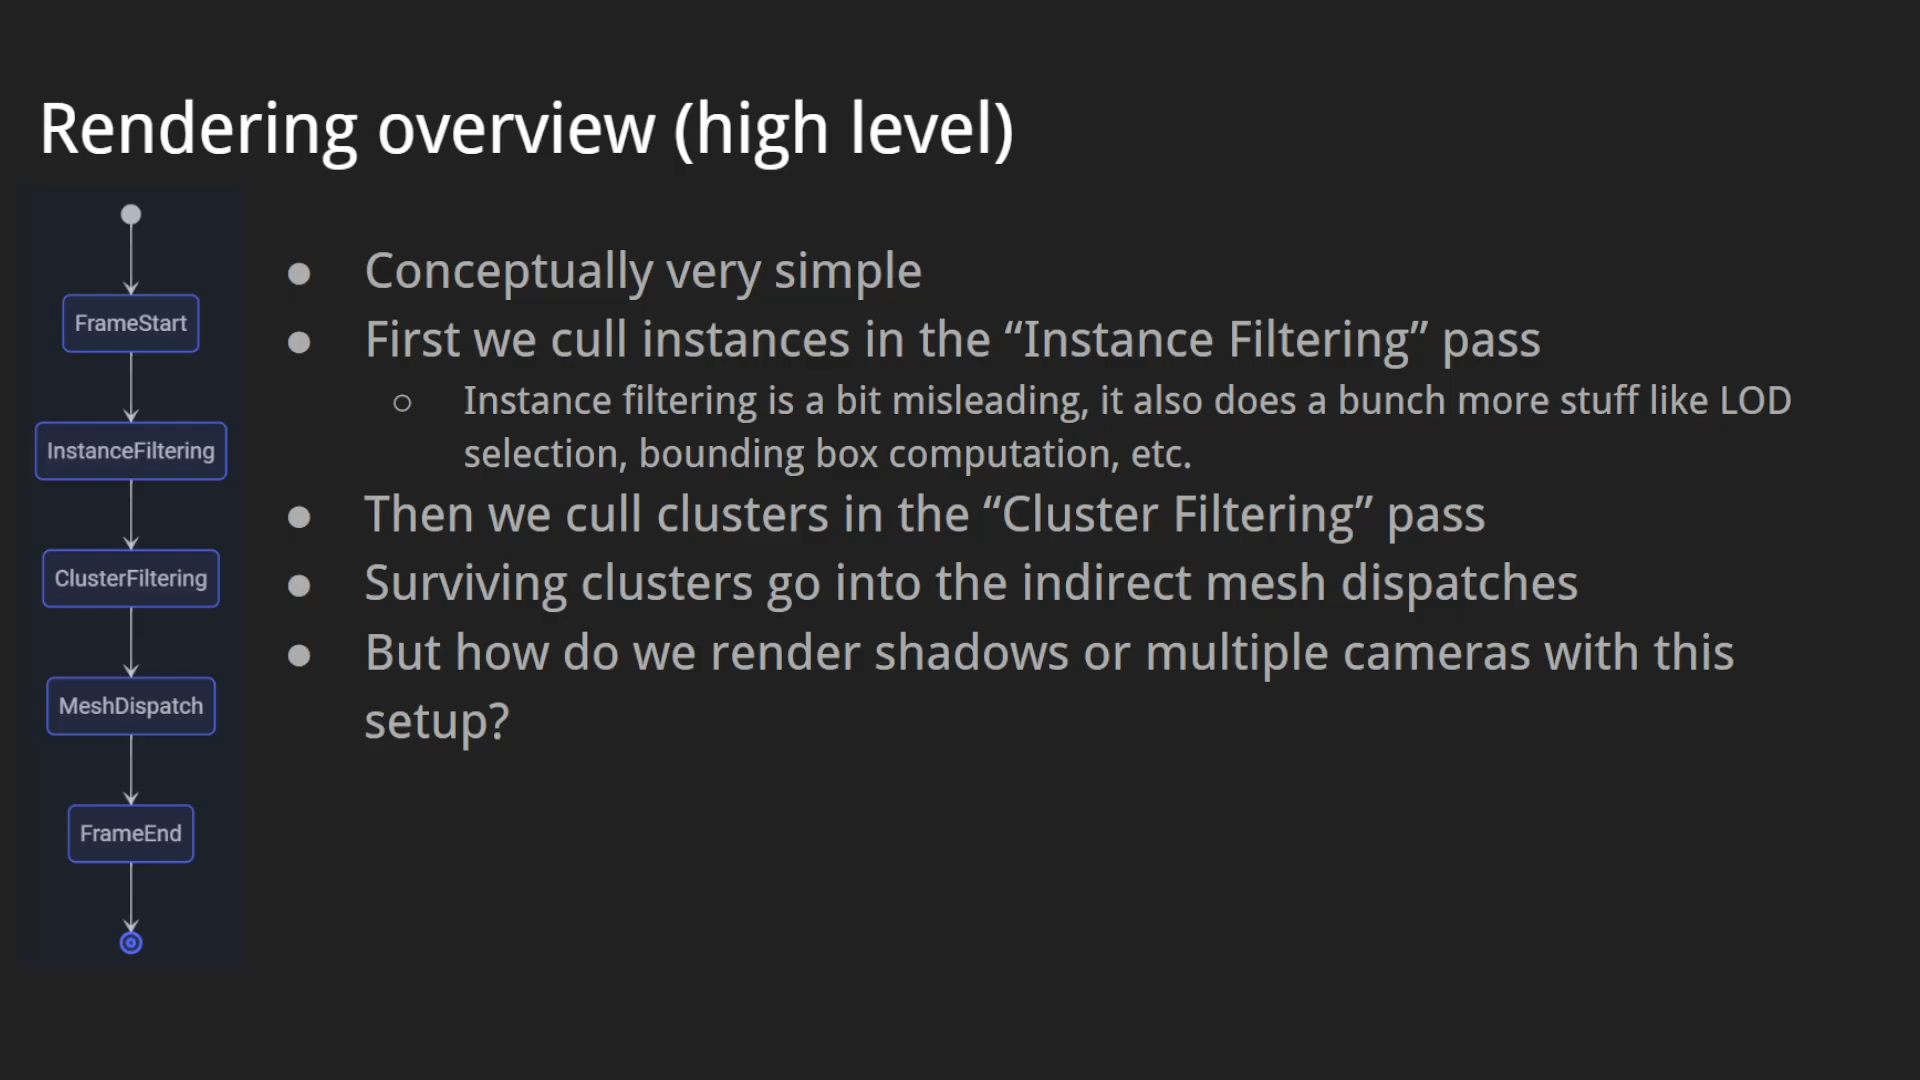 Rendering overview (high level)
FrameStart
InstanceFiltering
ClusterFiltering
MeshDispatch
FrameEnd
● Conceptually very simple
● First we cull instances in the “Instance Filtering” pass
○ Instance filtering is a bit misleading, it also does a bunch more stuff like LOD
selection, bounding box computation, etc.
● Then we cull clusters in the “Cluster Filtering” pass
● Surviving clusters go into the indirect mesh dispatches
● But how do we render shadows or multiple cameras with this
setup?